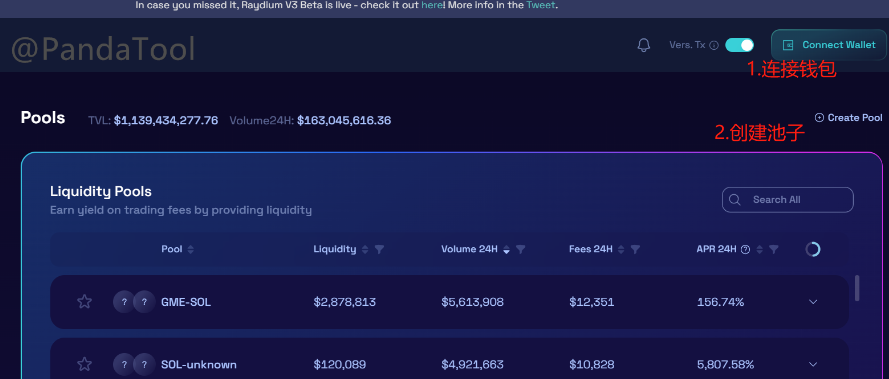 In case you missed it, Raydium V3 Beta is live - check it out here! More info in the Tweet.
@PandaTool
Vers. Tx
Connect Wallet
1.连接钱包
Pools TVL: $1,139,434,277.76 Volume24H: $163,045,616.36
Create Pool
2.创建池子
Liquidity Pools
Earn yield on trading fees by providing liquidity
Search All
Pool Liquidity Volume 24H Fees 24H APR 24H ?
? ? GME-SOL $2,878,813 $5,613,908 $12,351 156.74%
? ? SOL-unknown $120,089 $4,921,663 $10,828 5,807.58%